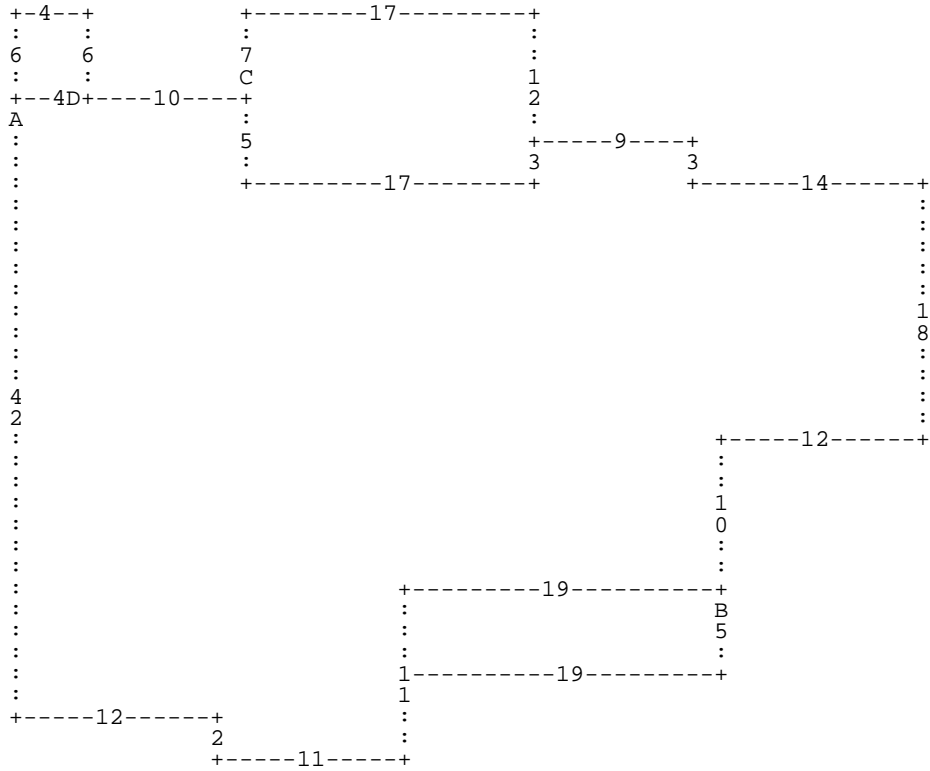 +-4--+          +--------17---------+
:    :          :                   :
6    6          7                   :
:    :          C                   1
+--4D+----10----+                   2
A               :                   :
:               5                   +-----9----+
:               :                   3          3
:               +--------17---------+          +-------14------+
:                                                              :
:                                                              :
:                                                              :
:                                                              :
:                                                              :
:                                                              1
:                                                              8
:                                                              :
:                                                              :
4                                                              :
2                                                              :
:                                                +-----12------+
:                                                :
:                                                :
:                                                1
:                                                0
:                                                :
:                                                :
:                          +---------19----------+
:                          :                     B
:                          :                     5
:                          :                     :
:                          1----------19---------+
:                          1
+-----12------+            :
              2            :
              +-----11-----+